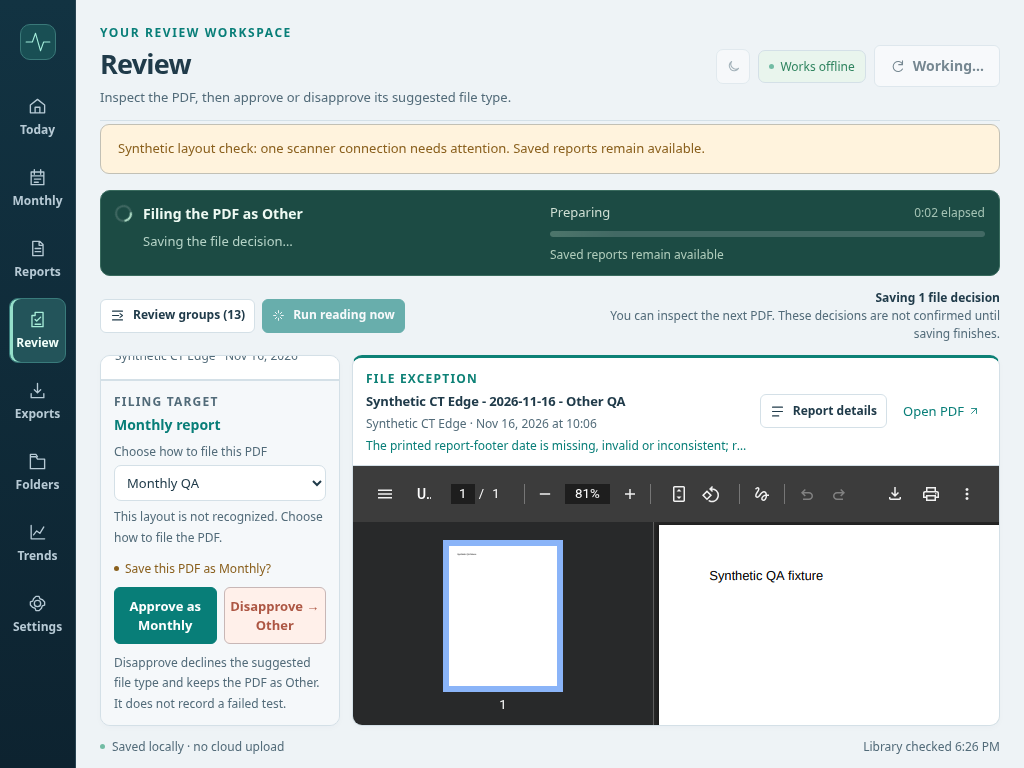 YOUR REVIEW WORKSPACE
Review
Inspect the PDF, then approve or disapprove its suggested file type.
Works offline
Working...
Today
Monthly
Reports
Review
Exports
Folders
Trends
Settings
Synthetic layout check: one scanner connection needs attention. Saved reports remain available.
Filing the PDF as Other
Saving the file decision...
Preparing
0:02 elapsed
Saved reports remain available
Review groups (13)
Run reading now
Saving 1 file decision
You can inspect the next PDF. These decisions are not confirmed until
saving finishes.
Synthetic CT Edge · Nov 16, 2026
FILING TARGET
Monthly report
Choose how to file this PDF
Monthly QA
This layout is not recognized. Choose
how to file the PDF.
Save this PDF as Monthly?
Approve as
Monthly
Disapprove →
Other
Disapprove declines the suggested
file type and keeps the PDF as Other.
It does not record a failed test.
FILE EXCEPTION
Synthetic CT Edge - 2026-11-16 - Other QA
Synthetic CT Edge · Nov 16, 2026 at 10:06
The printed report-footer date is missing, invalid or inconsistent; r...
Report details
Open PDF
U..
1 / 1
81%
1
Synthetic QA fixture
Saved locally · no cloud upload
Library checked 6:26 PM